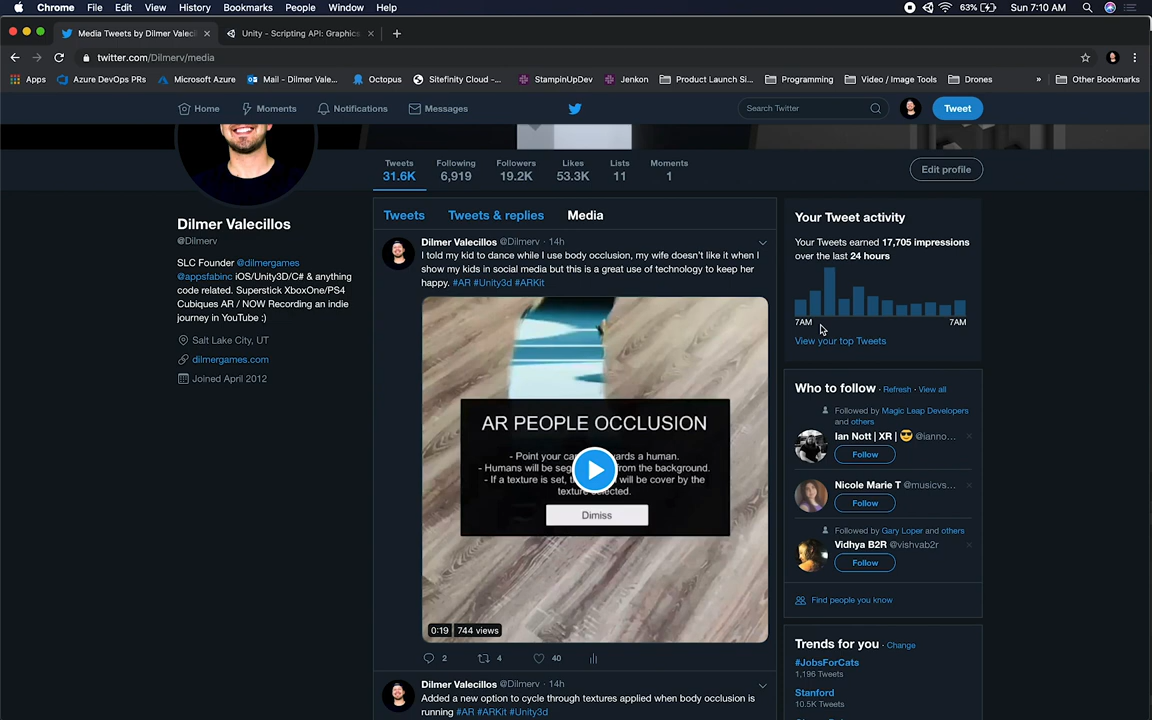 Chrome File Edit View History Bookmarks People Window Help 63% Sun 7:10 AM
Media Tweets by Dilmer Valeci Unity - Scripting API: Graphics
twitter.com/Dilmerv/media
Apps Azure DevOps PRs Microsoft Azure Mail - Dilmer Vale... Octopus Sitefinity Cloud -... StampinUpDev Jenkon Product Launch Si... Programming Video / Image Tools Drones » Other Bookmarks
Home Moments Notifications Messages Search Twitter Tweet
Tweets Following Followers Likes Lists Moments
31.6K 6,919 19.2K 53.3K 11 1
Edit profile
Dilmer Valecillos
@Dilmerv
SLC Founder @dilmergames
@appsfabinc iOS/Unity3D/C# & anything
code related. Superstick XboxOne/PS4
Cubiques AR / NOW Recording an indie
journey in YouTube :)
Salt Lake City, UT
dilmergames.com
Joined April 2012
Tweets Tweets & replies Media
Dilmer Valecillos @Dilmerv · 14h
I told my kid to dance while I use body occlusion, my wife doesn't like it when I
show my kids in social media but this is a great use of technology to keep her
happy. #AR #Unity3d #ARKit
AR PEOPLE OCCLUSION
- Point your ca wards a human.
- Humans will be seg from the background.
- If a texture is set, t will be cover by the
texture elected.
Dimiss
0:19 744 views
2 4 40
Dilmer Valecillos @Dilmerv · 14h
Added a new option to cycle through textures applied when body occlusion is
running #AR #ARKit #Unity3d
Your Tweet activity
Your Tweets earned 17,705 impressions
over the last 24 hours
7AM 7AM
View your top Tweets
Who to follow · Refresh · View all
Followed by Magic Leap Developers
and others
Ian Nott | XR | 😎 @ianno...
Follow
Nicole Marie T @musicvs...
Follow
Followed by Gary Loper and others
Vidhya B2R @vishvab2r
Follow
Find people you know
Trends for you · Change
#JobsForCats
1,196 Tweets
Stanford
10.5K Tweets